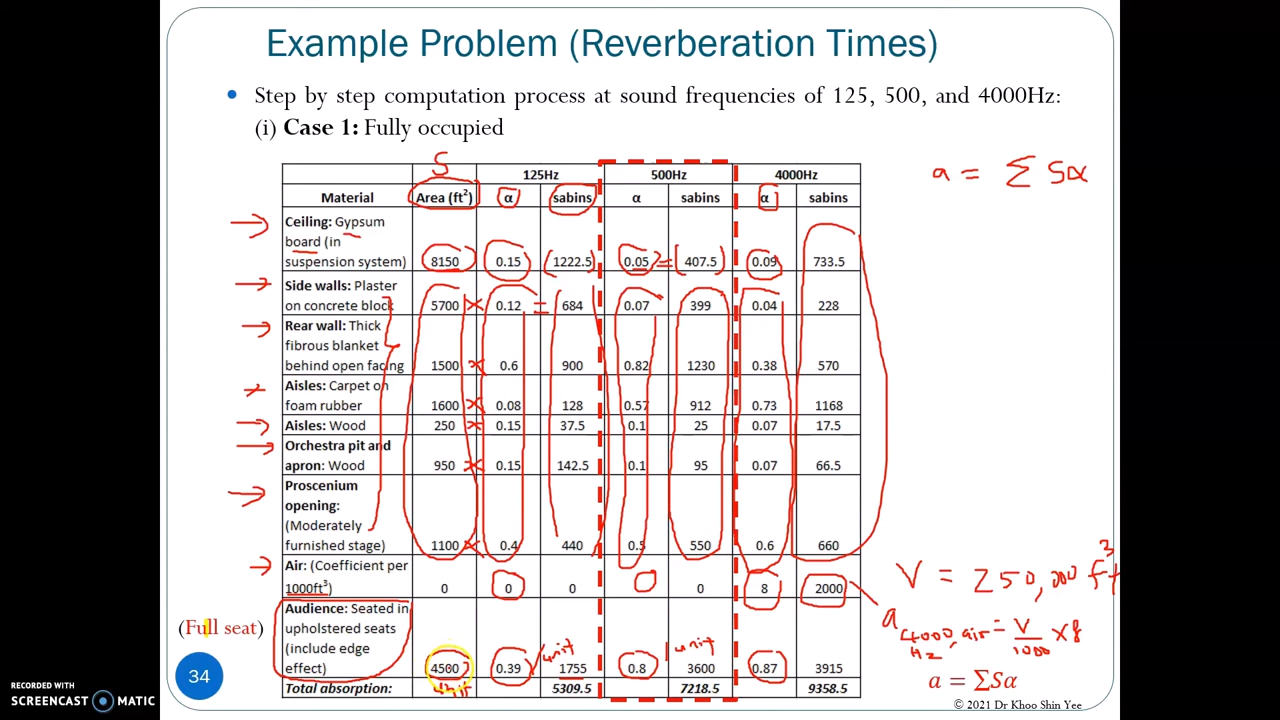 Example Problem (Reverberation Times)
• Step by step computation process at sound frequencies of 125, 500, and 4000Hz:
(i) Case 1: Fully occupied
S
a = Σ Sα
125Hz 500Hz 4000Hz
Material Area (ft²) α sabins α sabins α sabins
Ceiling: Gypsum
board (in
suspension system) 8150 0.15 1222.5 0.05 = 407.5 0.09 733.5
Side walls: Plaster
on concrete block 5700 × 0.12 = 684 0.07 399 0.04 228
Rear wall: Thick
fibrous blanket
behind open facing 1500 × 0.6 900 0.82 1230 0.38 570
Aisles: Carpet on
foam rubber 1600 × 0.08 128 0.57 912 0.73 1168
Aisles: Wood 250 × 0.15 37.5 0.1 25 0.07 17.5
Orchestra pit and
apron: Wood 950 × 0.15 142.5 0.1 95 0.07 66.5
Proscenium
opening:
(Moderately
furnished stage) 1100 × 0.4 440 0.5 550 0.6 660
Air: (Coefficient per
1000ft³) 0 0 0 0 8 2000
V = 250,000 ft³
Audience: Seated in
upholstered seats
(include edge
effect) 4500 0.39 /unit 1755 0.8 /unit 3600 0.87 3915
(Full seat)
a 4000 Hz, air = V/1000 × 8
Total absorption: 5309.5 7218.5 9358.5
a = ΣSα
34
RECORDED WITH
SCREENCAST MATIC
© 2021 Dr Khoo Shin Yee